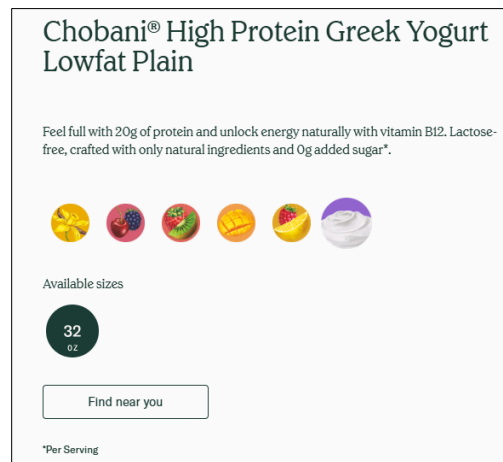 Chobani® High Protein Greek Yogurt
Lowfat Plain
Feel full with 20g of protein and unlock energy naturally with vitamin B12. Lactose-
free, crafted with only natural ingredients and 0g added sugar*.
Available sizes
32
OZ
Find near you
*Per Serving